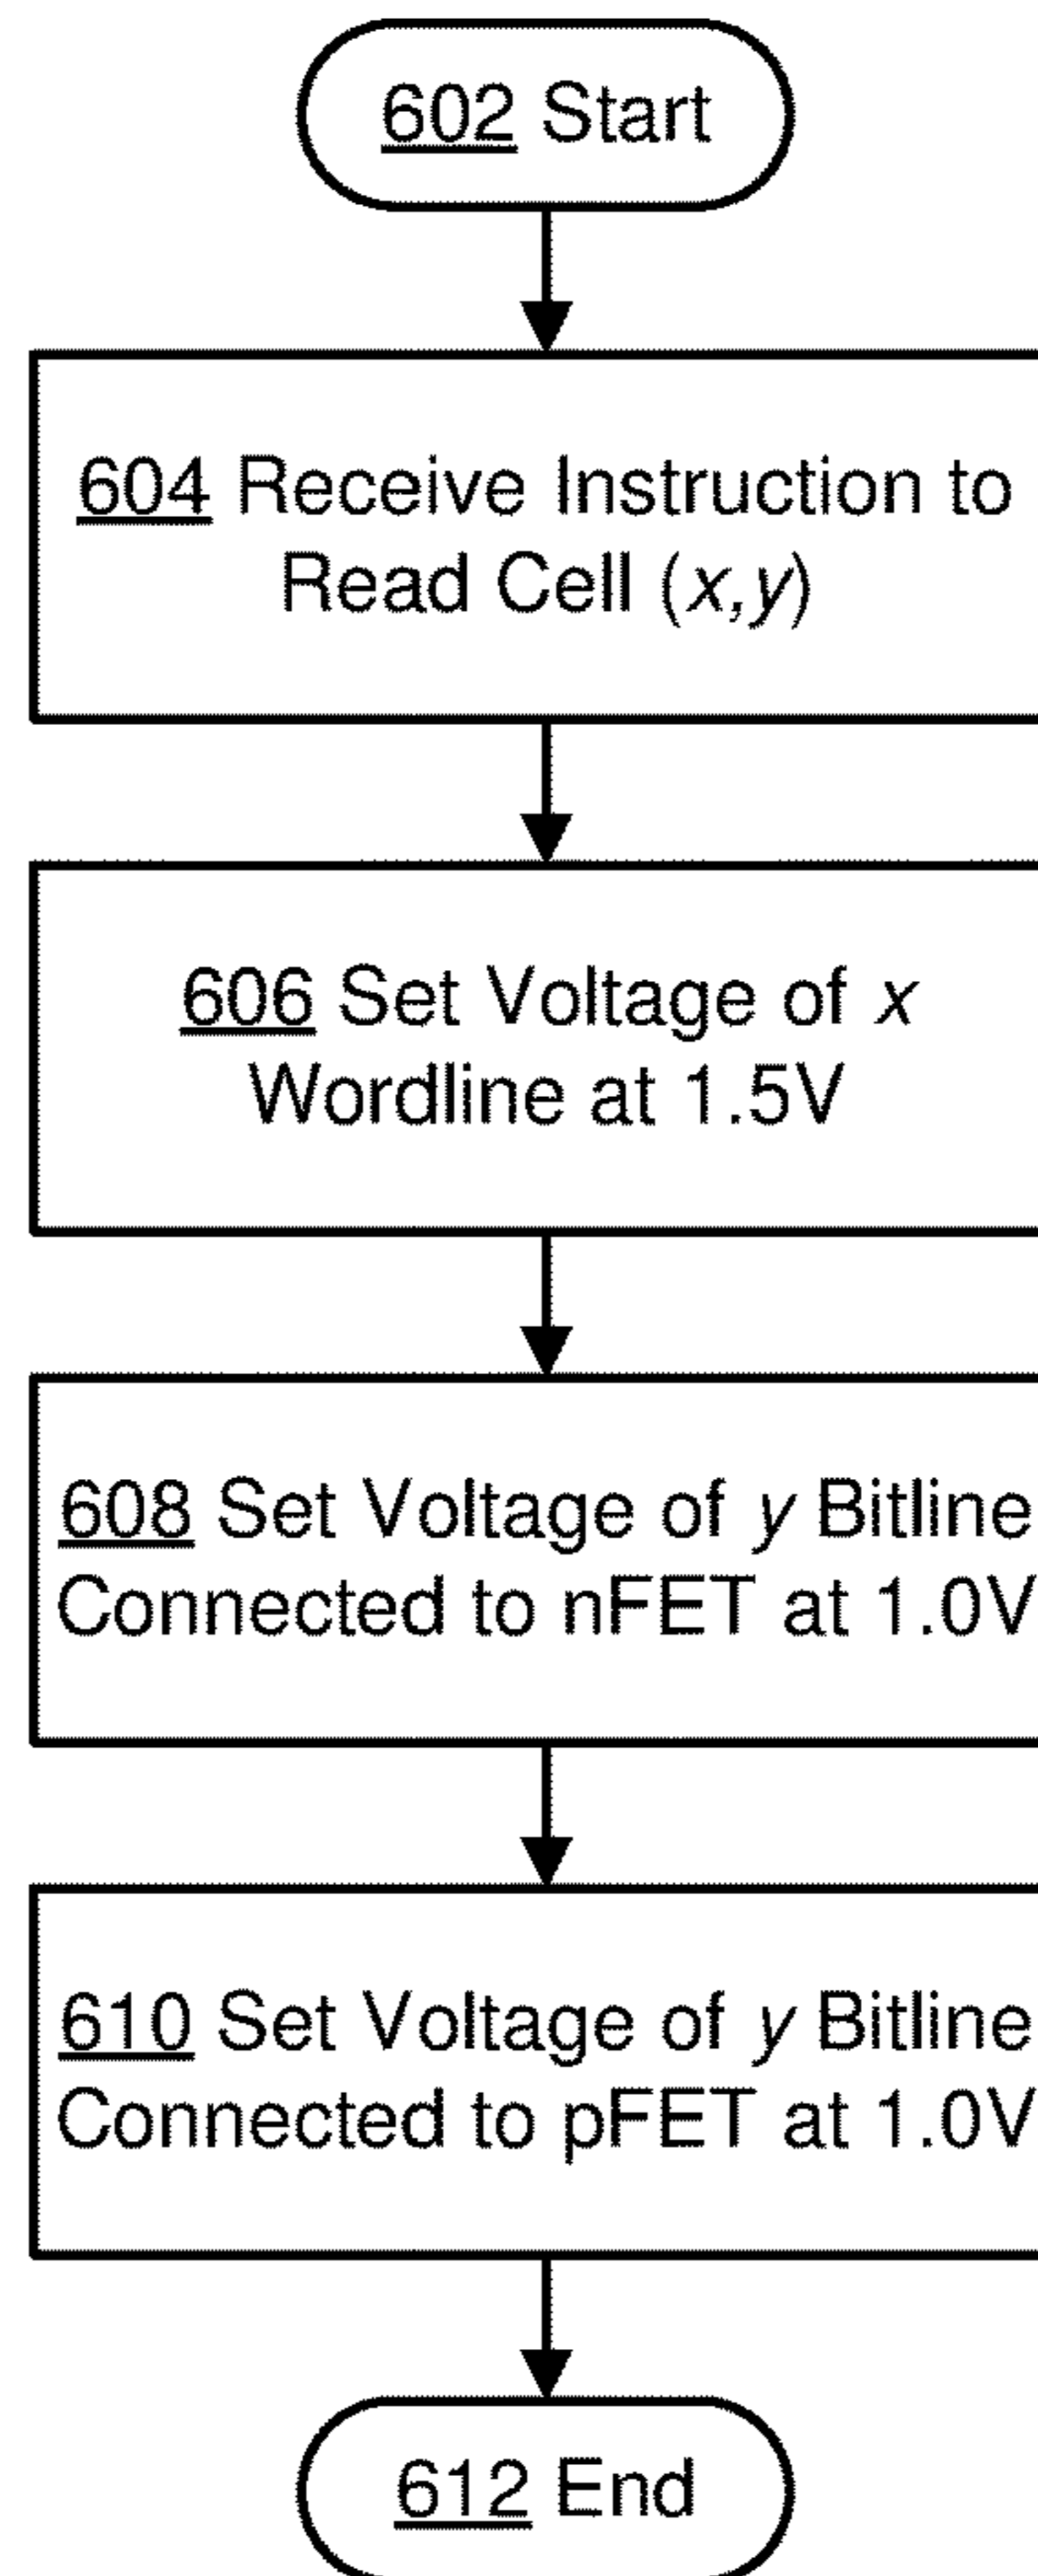 602 Start
604 Receive Instruction to
Read Cell (x,y)
606 Set Voltage of x
Wordline at 1.5V
608 Set Voltage of y Bitline
Connected to nFET at 1.0V
610 Set Voltage of y Bitline
Connected to pFET at 1.0V
612 End